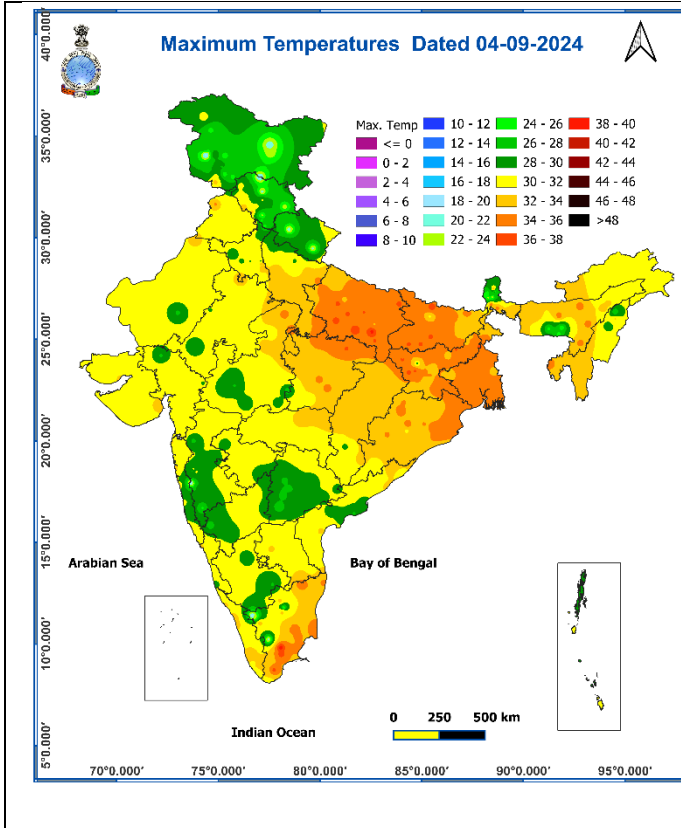 Maximum Temperatures Dated 04-09-2024
Max. Temp
<= 0
0 - 2
2 - 4
4 - 6
6 - 8
8 - 10
10 - 12
12 - 14
14 - 16
16 - 18
18 - 20
20 - 22
22 - 24
24 - 26
26 - 28
28 - 30
30 - 32
32 - 34
34 - 36
36 - 38
38 - 40
40 - 42
42 - 44
44 - 46
46 - 48
>48
40°0.000'
35°0.000'
30°0.000'
25°0.000'
20°0.000'
15°0.000'
10°0.000'
5°0.000'
Arabian Sea
Bay of Bengal
Indian Ocean
0 250 500 km
70°0.000' 75°0.000' 80°0.000' 85°0.000' 90°0.000' 95°0.000'